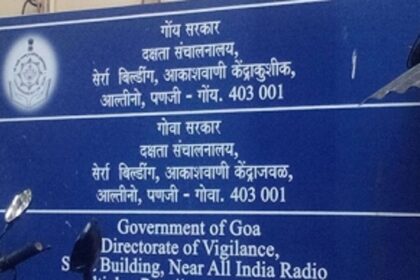 गोंय सरकार
दक्षता संचालनालय,
सेर्रा बिल्डींग, आकाशवाणी केंद्राकुशीक,
आल्तीनो, पणजी - गोंय. 403 001
गोवा सरकार
दक्षता संचालनालय,
सेर्रा बिल्डींग, आकाशवाणी केंद्राजवळ,
आल्तीनो, पणजी - गोवा. 403 001
Government of Goa
Directorate of Vigilance,
Building, Near All India Radio